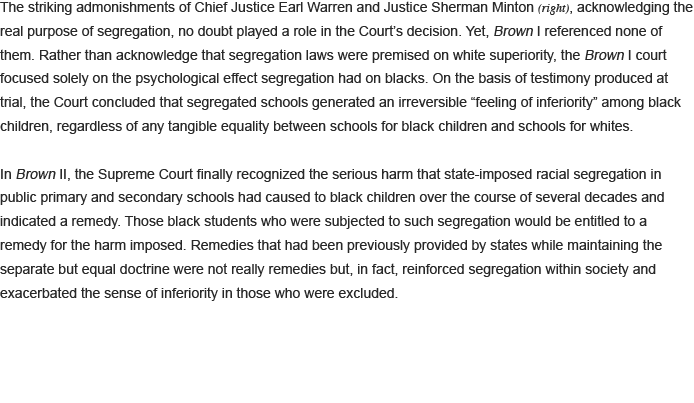 The striking admonishments of Chief Justice Earl Warren and Justice Sherman Minton (right), acknowledging the
real purpose of segregation, no doubt played a role in the Court's decision. Yet, Brown I referenced none of
them. Rather than acknowledge that segregation laws were premised on white superiority, the Brown I court
focused solely on the psychological effect segregation had on blacks. On the basis of testimony produced at
trial, the Court concluded that segregated schools generated an irreversible “feeling of inferiority” among black
children, regardless of any tangible equality between schools for black children and schools for whites.
In Brown II, the Supreme Court finally recognized the serious harm that state-imposed racial segregation in
public primary and secondary schools had caused to black children over the course of several decades and
indicated a remedy. Those black students who were subjected to such segregation would be entitled to a
remedy for the harm imposed. Remedies that had been previously provided by states while maintaining the
separate but equal doctrine were not really remedies but, in fact, reinforced segregation within society and
exacerbated the sense of inferiority in those who were excluded.